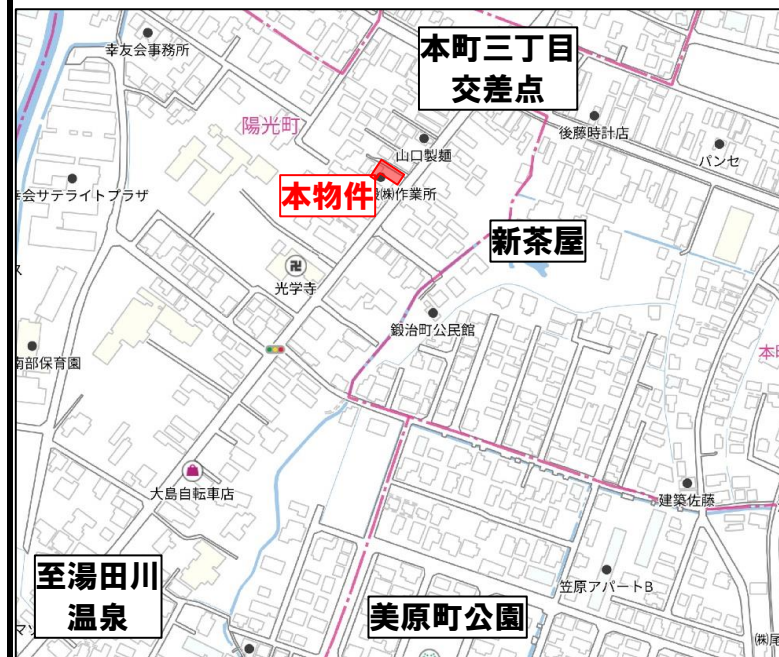 幸友会事務所
本町三丁目
交差点
後藤時計店
陽光町
山口製麺
パンセ
本物件
㈱作業所
会サテライトプラザ
新茶屋
光学寺
鍛治町公民館
南部保育園
大島自転車店
建築佐藤
至湯田川
温泉
笠原アパートB
美原町公園